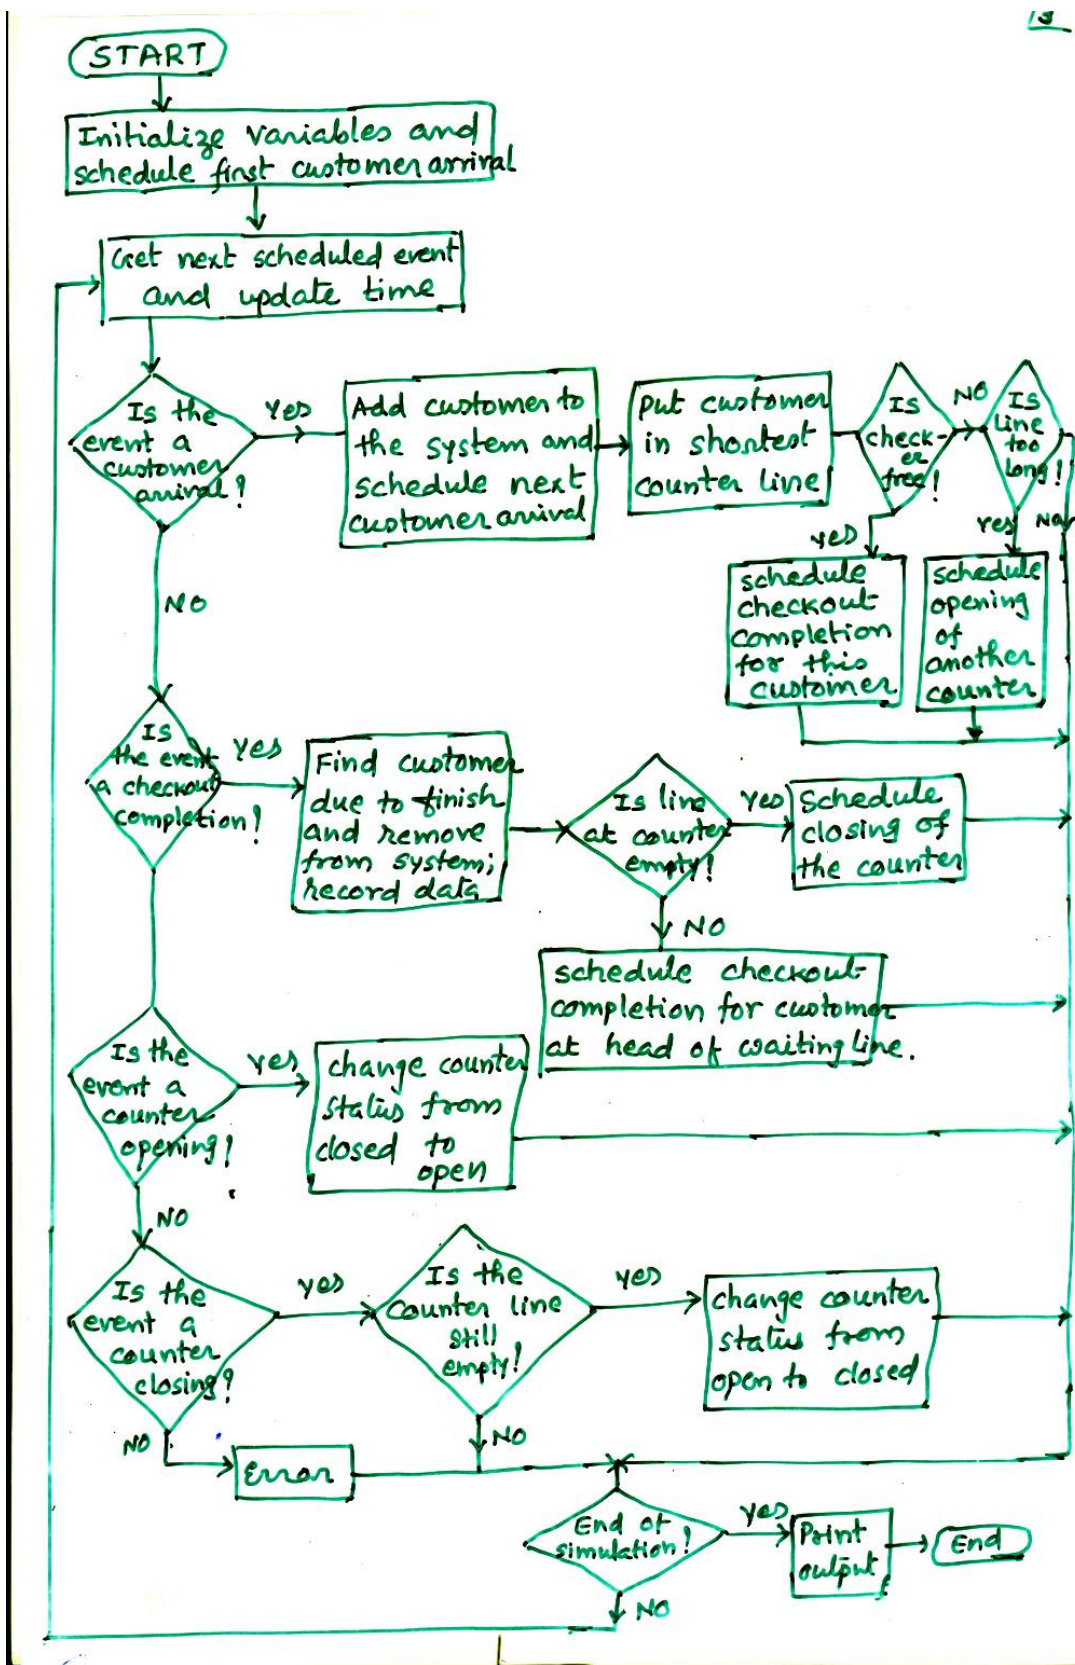 13
START
Initialize variables and
schedule first customer arrival
Get next scheduled event
and update time
Is the
event a
customer
arrival?
Yes
Add customer to
the system and
schedule next
customer arrival
put customer
in shortest
counter line
Is
check-
er
free?
NO
Is
line
too
long?
yes
yes
No
schedule
checkout
completion
for this
customer
schedule
opening
of
another
counter
NO
Is
the event
a checkout
completion?
Yes
Find customer
due to finish
and remove
from system;
record data
Is line
at counter
empty?
Yes
Schedule
closing of
the counter
NO
schedule checkout
completion for customer
at head of waiting line.
Is the
event a
counter
opening?
yes
change counter
status from
closed to
open
NO
Is the
event a
counter
closing?
yes
Is the
counter line
still
empty?
yes
change counter
status from
open to closed
NO
Error
NO
End of
simulation?
yes
Print
output
End
NO